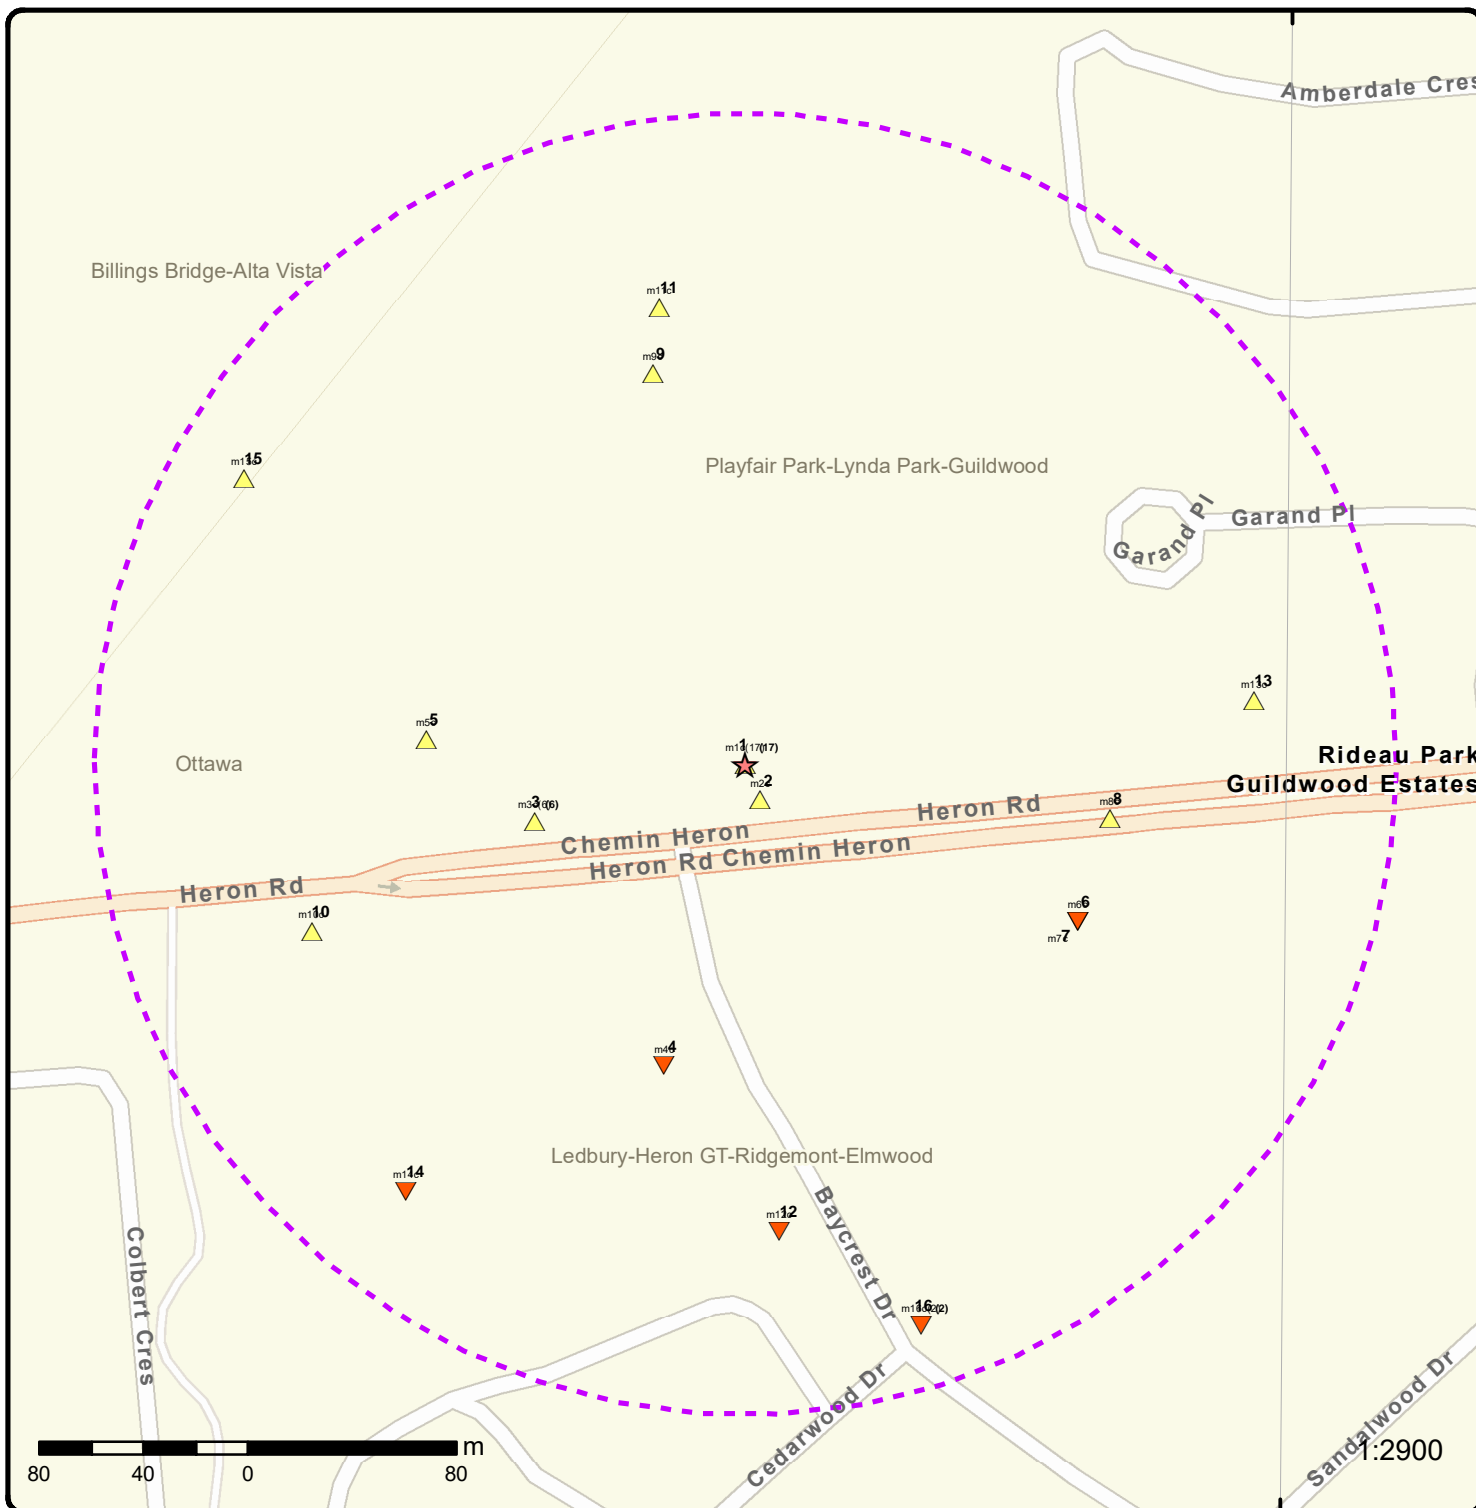 Amberdale Cres
Billings Bridge-Alta Vista
11
9
15
Playfair Park-Lynda Park-Guildwood
Garand Pl
Garand Pl
13
5
1
(17)
Ottawa
Rideau Park
Guildwood Estates
2
3 (6)
8
Heron Rd
Chemin Heron
Heron Rd Chemin Heron
Heron Rd
10
6
7
4
Ledbury-Heron GT-Ridgemont-Elmwood
14
12
Baycrest Dr
Colbert Cres
16 (2)
Cedarwood Dr
Sandalwood Dr
m
1:2900
80 40 0 80